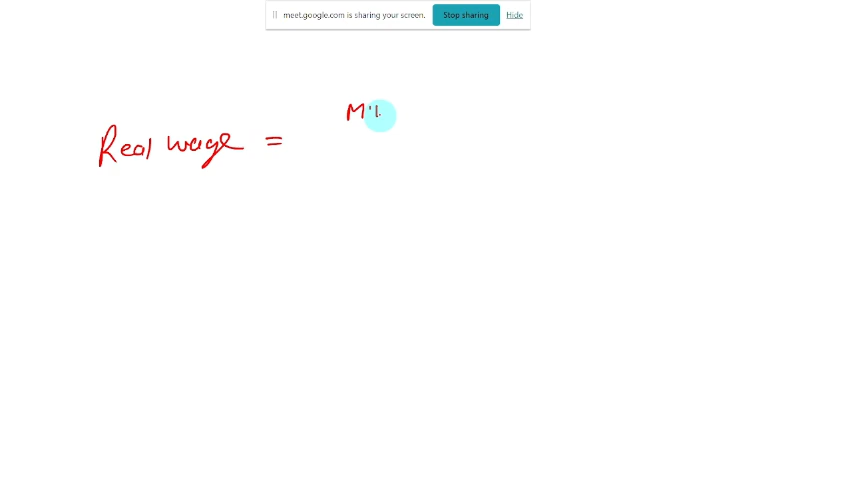 meet.google.com is sharing your screen. Stop sharing Hide
Real wage =